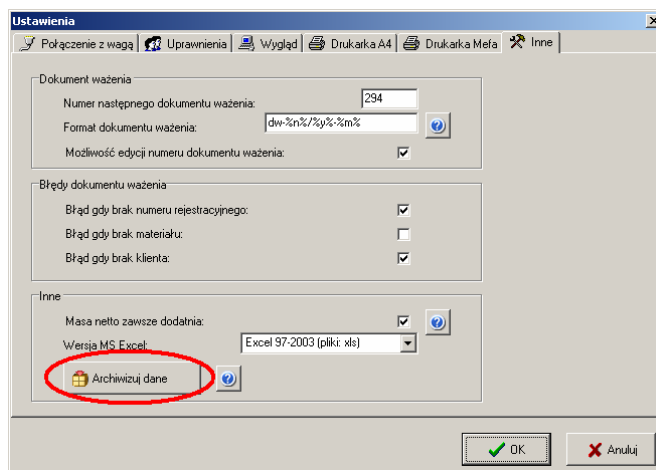 Ustawienia
Połączenie z wagą Uprawnienia Wygląd Drukarka A4 Drukarka Mefa Inne
Dokument ważenia
Numer następnego dokumentu ważenia: 294
Format dokumentu ważenia: dw-%n%/%y%-%m%
Możliwość edycji numeru dokumentu ważenia:
Błędy dokumentu ważenia
Błąd gdy brak numeru rejestracyjnego:
Błąd gdy brak materiału:
Błąd gdy brak klienta:
Inne
Masa netto zawsze dodatnia:
Wersja MS Excel: Excel 97-2003 (pliki: xls)
Archiwizuj dane
OK Anuluj